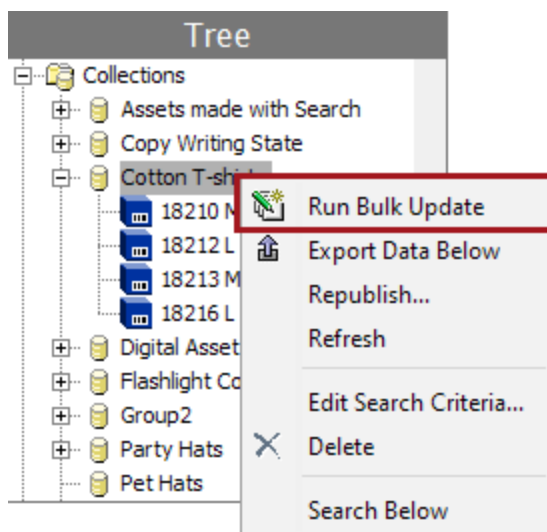 Tree
Collections
Assets made with Search
Copy Writing State
Cotton T-shirt
18210 M
18212 L
18213 M
18216 L
Digital Asset
Flashlight Co
Group2
Party Hats
Pet Hats
Run Bulk Update
Export Data Below
Republish...
Refresh
Edit Search Criteria...
Delete
Search Below